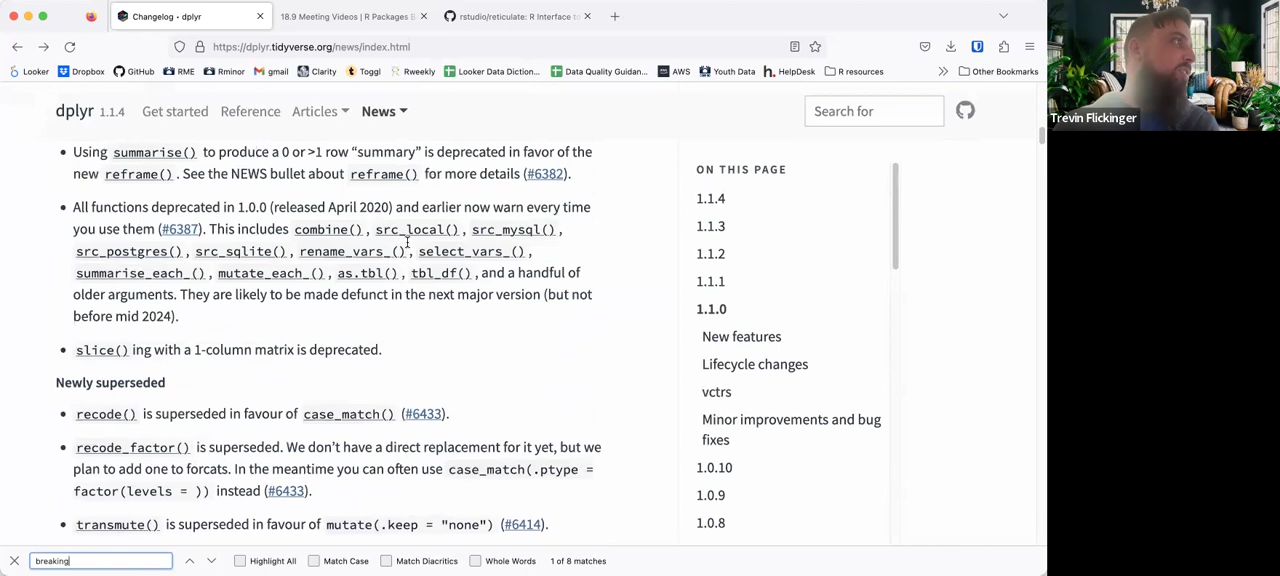 Changelog • dplyr
18.9 Meeting Videos | R Packages B
rstudio/reticulate: R Interface to
https://dplyr.tidyverse.org/news/index.html
Looker
Dropbox
GitHub
RME
Rminor
gmail
Clarity
Toggl
Rweekly
Looker Data Diction...
Data Quality Guidan...
AWS
Youth Data
HelpDesk
R resources
Other Bookmarks
dplyr 1.1.4 Get started Reference Articles News
Search for
Trevin Flickinger
• Using summarise() to produce a 0 or >1 row “summary” is deprecated in favor of the
new reframe() . See the NEWS bullet about reframe() for more details (#6382).
• All functions deprecated in 1.0.0 (released April 2020) and earlier now warn every time
you use them (#6387). This includes combine() , src_local() , src_mysql() ,
src_postgres() , src_sqlite() , rename_vars_() , select_vars_() ,
summarise_each_() , mutate_each_() , as.tbl() , tbl_df() , and a handful of
older arguments. They are likely to be made defunct in the next major version (but not
before mid 2024).
• slice() ing with a 1-column matrix is deprecated.
Newly superseded
• recode() is superseded in favour of case_match() (#6433).
• recode_factor() is superseded. We don’t have a direct replacement for it yet, but we
plan to add one to forcats. In the meantime you can often use case_match(.ptype =
factor(levels = )) instead (#6433).
• transmute() is superseded in favour of mutate(.keep = "none") (#6414).
ON THIS PAGE
1.1.4
1.1.3
1.1.2
1.1.1
1.1.0
New features
Lifecycle changes
vctrs
Minor improvements and bug
fixes
1.0.10
1.0.9
1.0.8
breaking
Highlight All
Match Case
Match Diacritics
Whole Words
1 of 8 matches